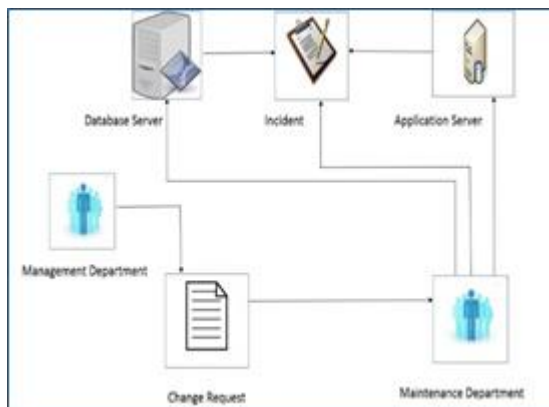 Database Server
Incident
Application Server
Management Department
Change Request
Maintenance Department